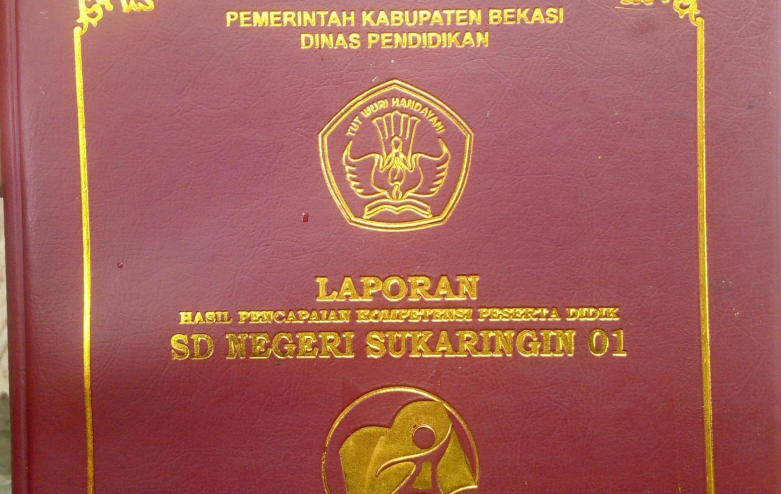 PEMERINTAH KABUPATEN BEKASI
DINAS PENDIDIKAN
TUT WURI HANDAYANI
LAPORAN
HASIL PENCAPAIAN KOMPETENSI PESERTA DIDIK
SD NEGERI SUKARINGIN 01